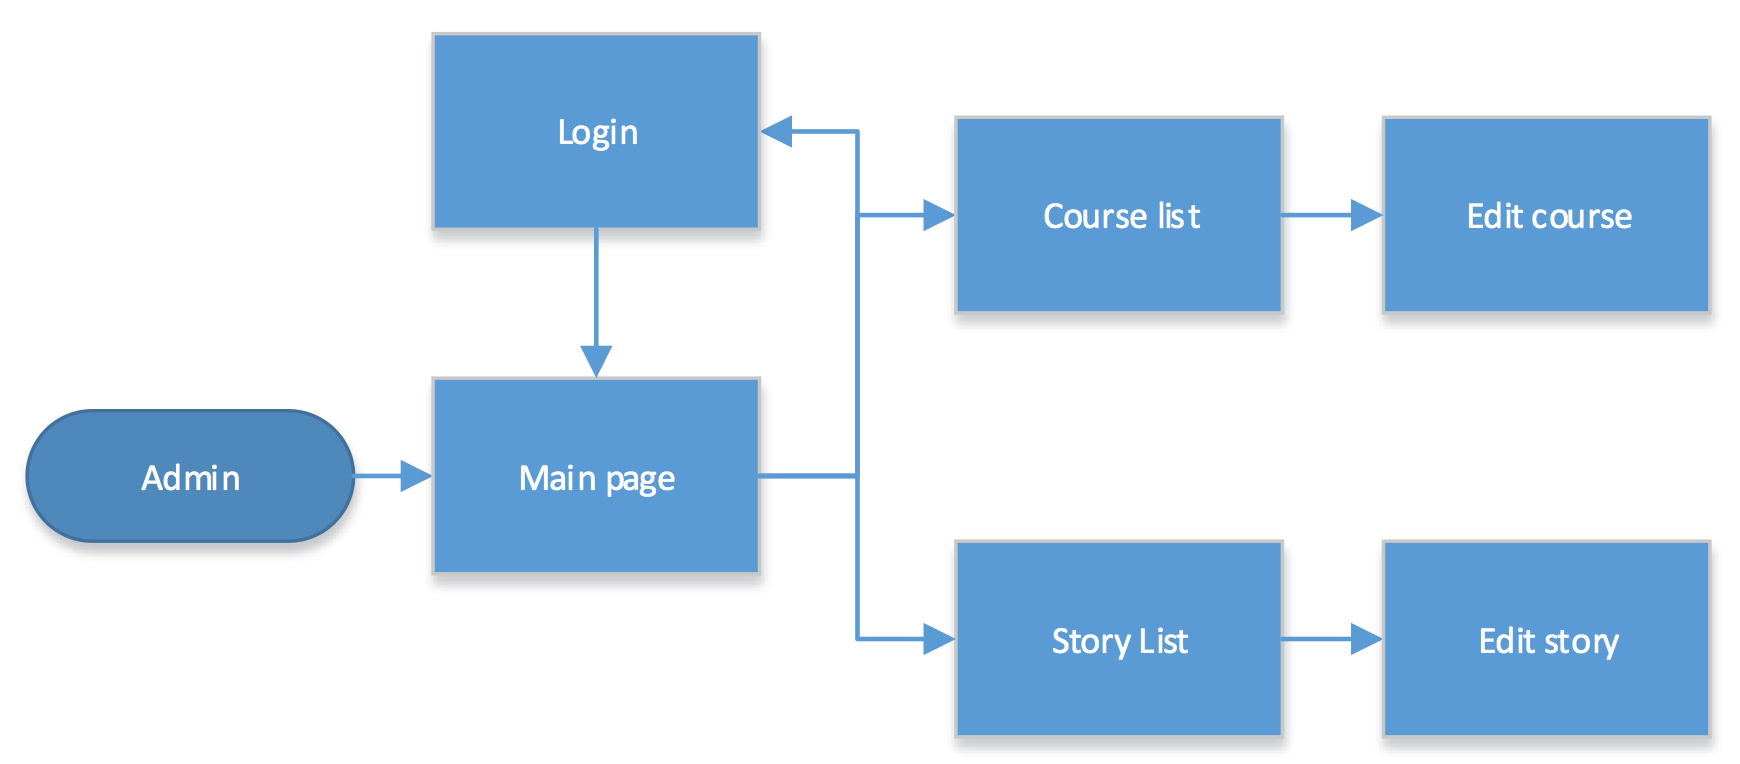 Login
Course list
Edit course
Admin
Main page
Story List
Edit story